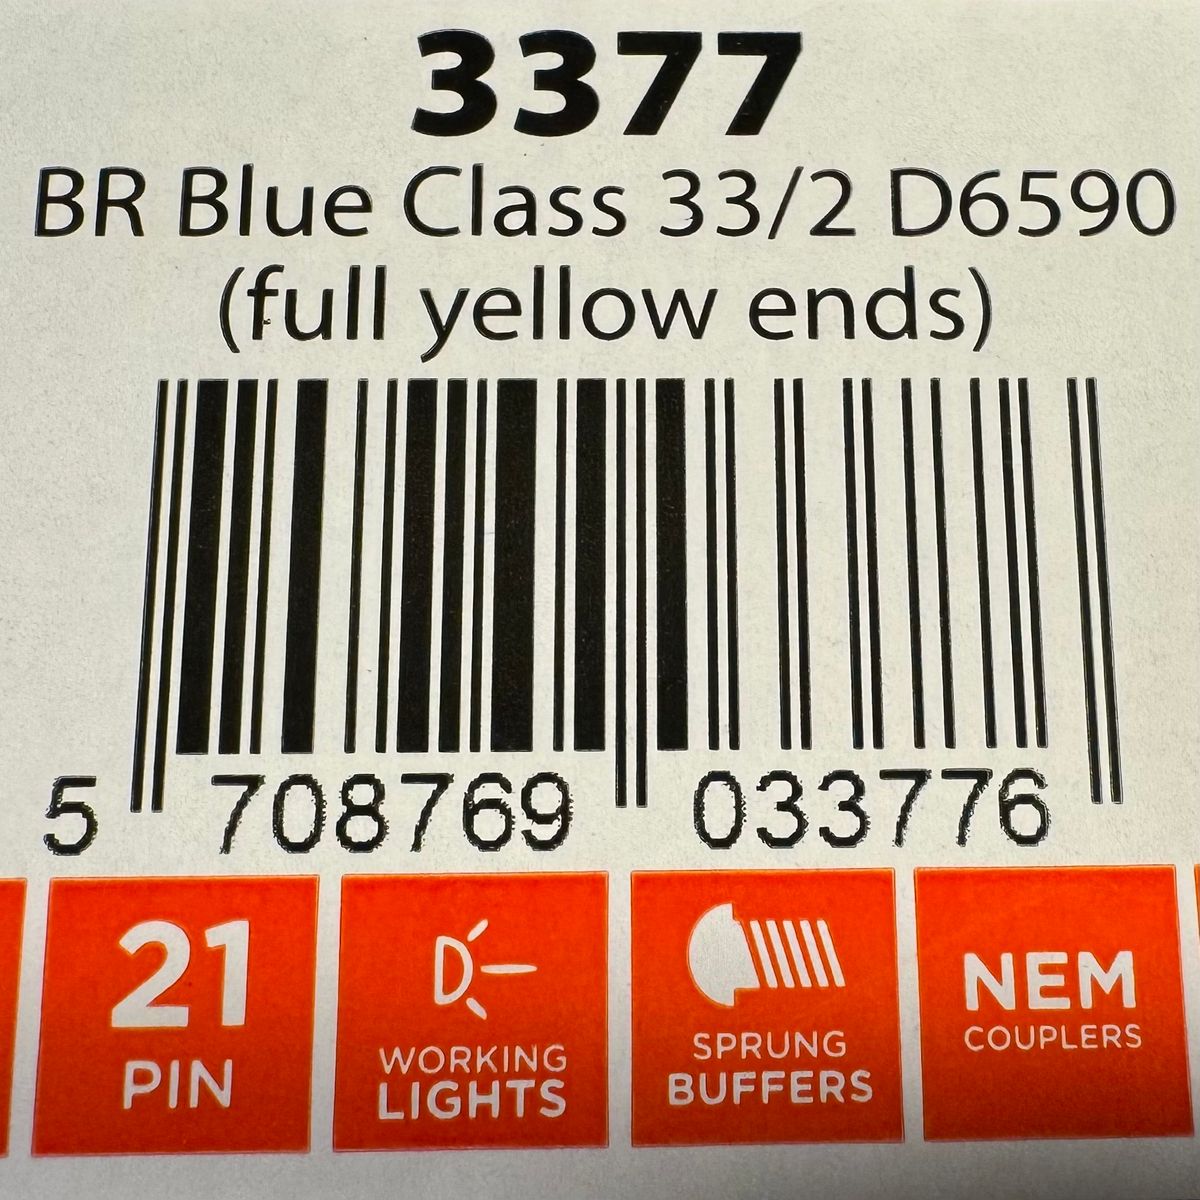 3377
BR Blue Class 33/2 D6590
(full yellow ends)
5 708769 033776
21
PIN
WORKING
LIGHTS
SPRUNG
BUFFERS
NEM
COUPLERS